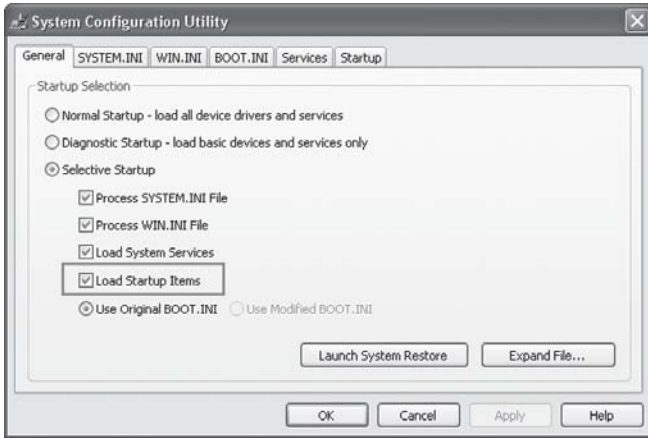 System Configuration Utility
General SYSTEM.INI WIN.INI BOOT.INI Services Startup
Startup Selection
Normal Startup - load all device drivers and services
Diagnostic Startup - load basic devices and services only
Selective Startup
Process SYSTEM.INI File
Process WIN.INI File
Load System Services
Load Startup Items
Use Original BOOT.INI Use Modified BOOT.INI
Launch System Restore Expand File...
OK Cancel Apply Help